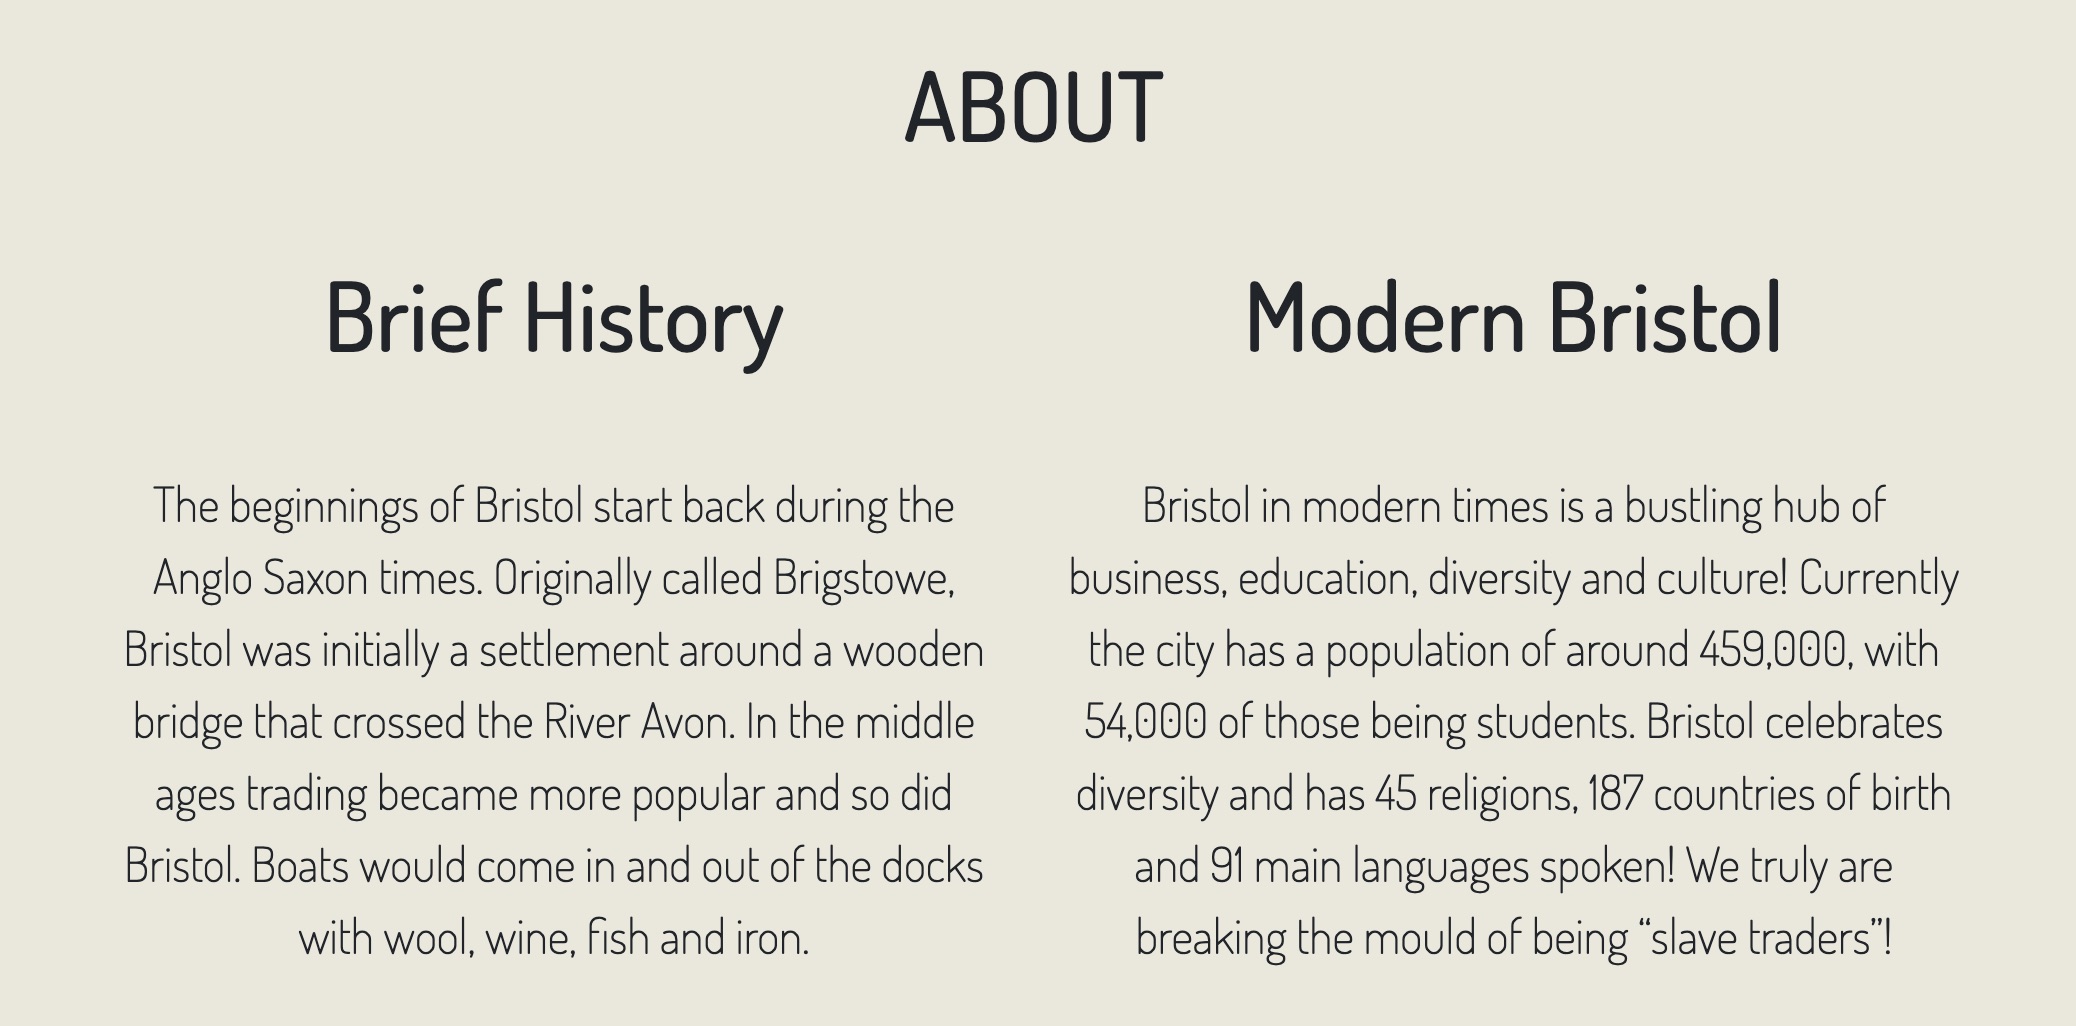 ABOUT
Brief History
The beginnings of Bristol start back during the
Anglo Saxon times. Originally called Brigstowe,
Bristol was initially a settlement around a wooden
bridge that crossed the River Avon. In the middle
ages trading became more popular and so did
Bristol. Boats would come in and out of the docks
with wool, wine, fish and iron.
Modern Bristol
Bristol in modern times is a bustling hub of
business, education, diversity and culture! Currently
the city has a population of around 459,000, with
54,000 of those being students. Bristol celebrates
diversity and has 45 religions, 187 countries of birth
and 91 main languages spoken! We truly are
breaking the mould of being “slave traders”!